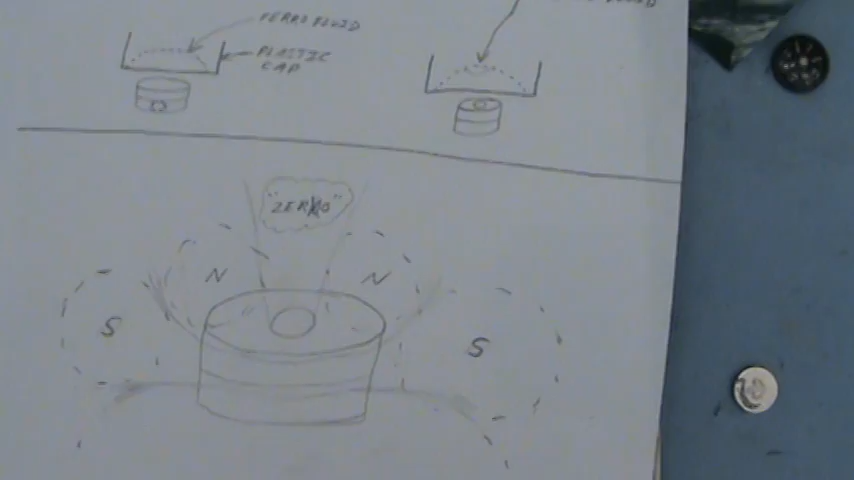 FERRO FLUID
PLASTIC
CAP
"ZERO"
N
N
S
S